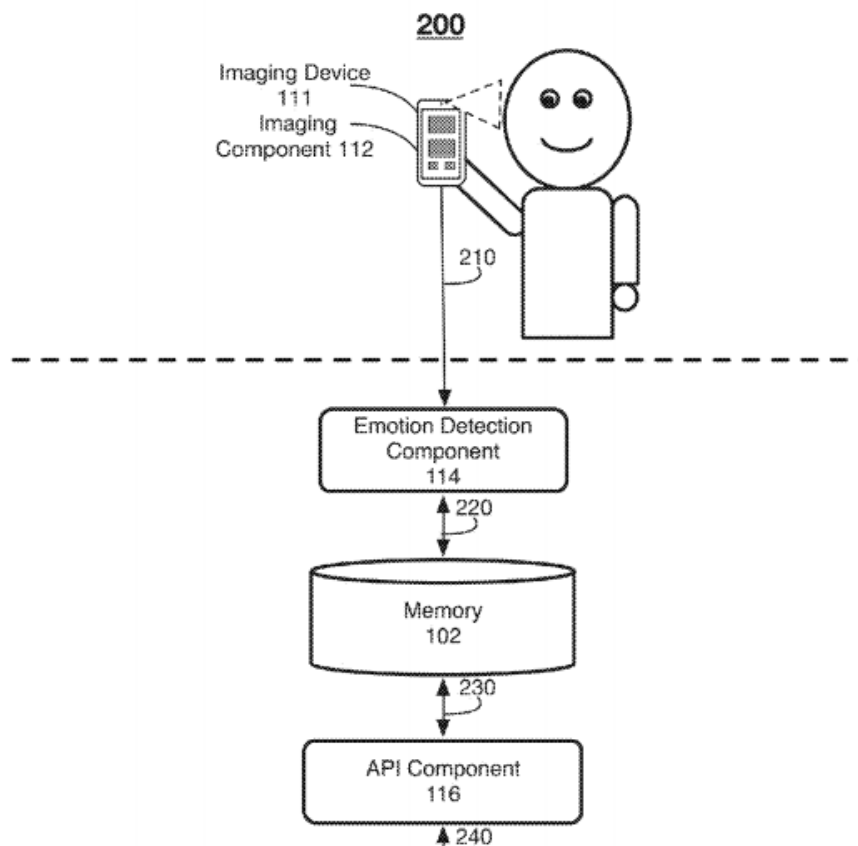 200
Imaging Device
111
Imaging
Component 112
210
Emotion Detection
Component
114
220
Memory
102
230
API Component
116
240